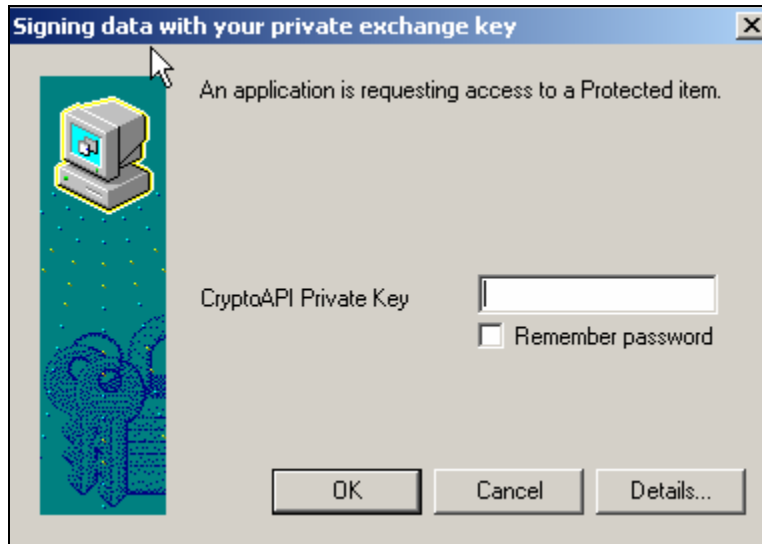 Signing data with your private exchange key
An application is requesting access to a Protected item.
CryptoAPI Private Key
Remember password
OK Cancel Details...